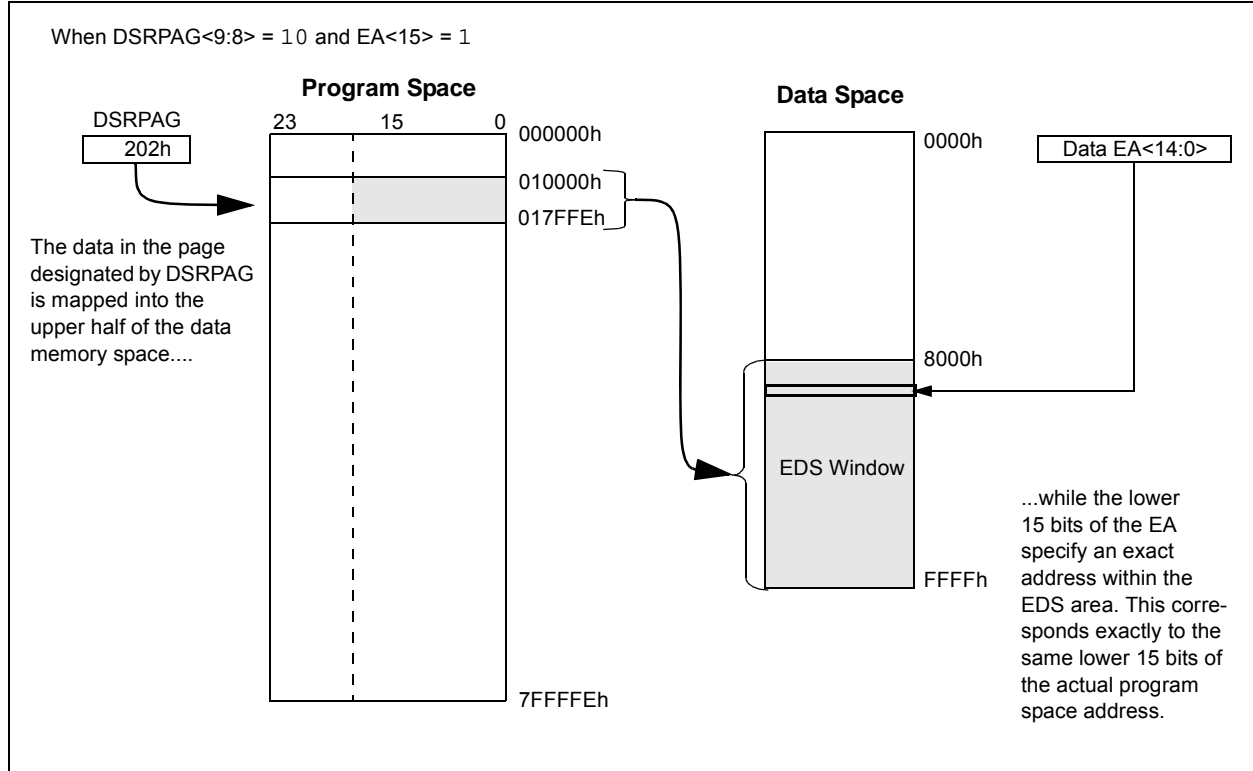 When DSRPAG<9:8> = 10 and EA<15> = 1
Program Space
Data Space
DSRPAG
202h
23 15 0
000000h
010000h
017FFEh
7FFFFEh
The data in the page
designated by DSRPAG
is mapped into the
upper half of the data
memory space....
0000h
8000h
EDS Window
FFFFh
Data EA<14:0>
...while the lower
15 bits of the EA
specify an exact
address within the
EDS area. This corre-
sponds exactly to the
same lower 15 bits of
the actual program
space address.